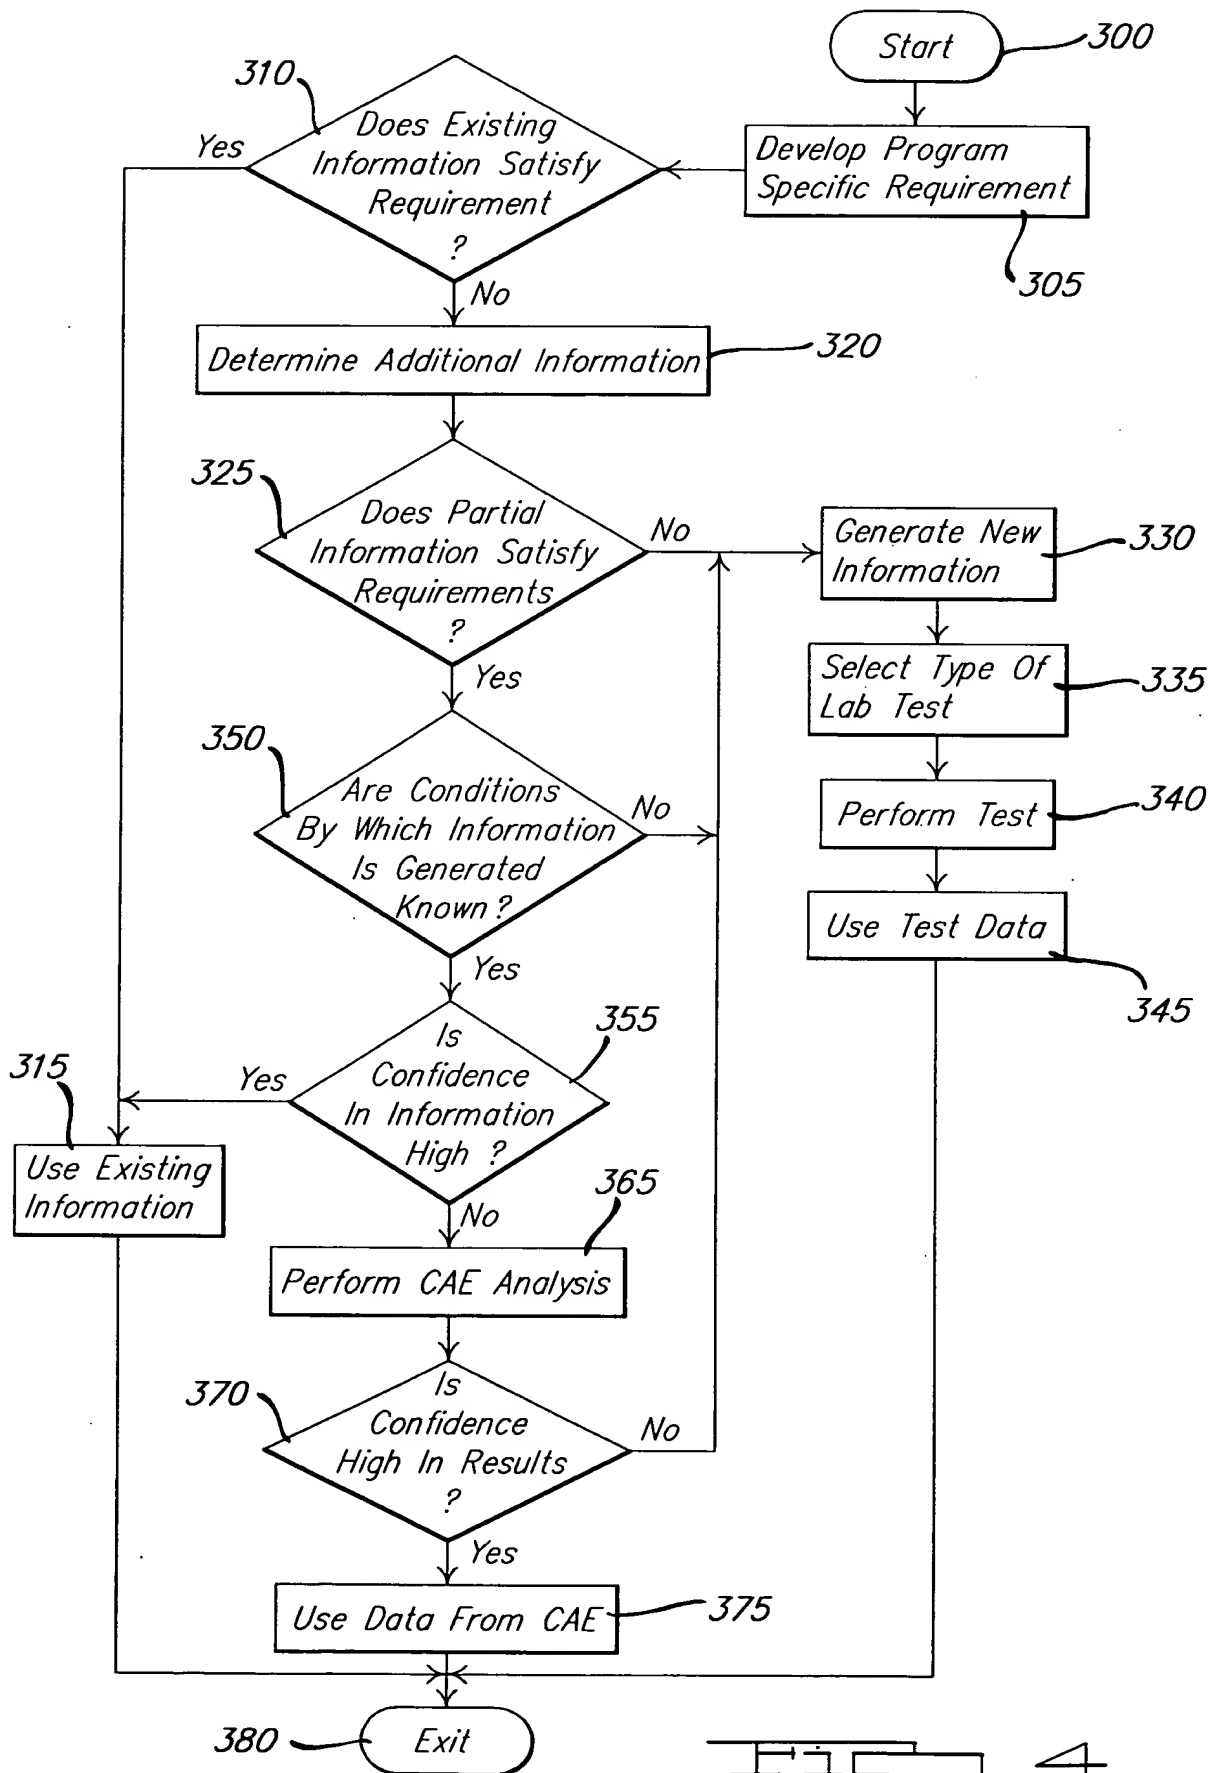 Start
300
Develop Program
Specific Requirement
305
310
Does Existing
Information Satisfy
Requirement
?
Yes
No
Determine Additional Information
320
325
Does Partial
Information Satisfy
Requirements
?
No
Yes
Generate New
Information
330
Select Type Of
Lab Test
335
Perform Test
340
Use Test Data
345
350
Are Conditions
By Which Information
Is Generated
Known?
No
Yes
355
Is
Confidence
In Information
High ?
Yes
No
315
Use Existing
Information
365
Perform CAE Analysis
370
Is
Confidence
High In Results
?
No
Yes
Use Data From CAE
375
380
Exit